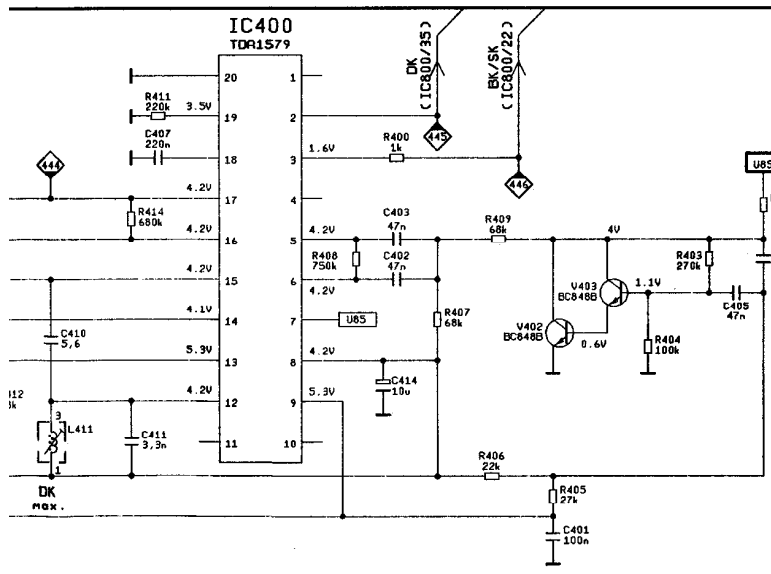 IC400
TDA1579
DK
(IC800/35)
BK/SK
(IC800/22)
20
1
R411
220k
3.5V
19
2
445
C407
220n
18
1.6V
3
R400
1k
446
444
U85
4.2V
17
4
R414
680k
4.2V
16
5
4.2V
C403
47n
R409
68k
4V
R408
750k
C402
47n
R403
270k
4.2V
15
6
4.2V
V403
BC848B
1.1V
C405
47n
4.1V
14
7
U85
R407
68k
V402
BC848B
0.6V
R404
100k
C410
5,6
5.3V
13
8
4.2V
C414
10u
4.2V
12
9
5.3V
3
L411
C411
3,3n
11
10
1
DK
max.
R406
22k
R405
27k
C401
100n